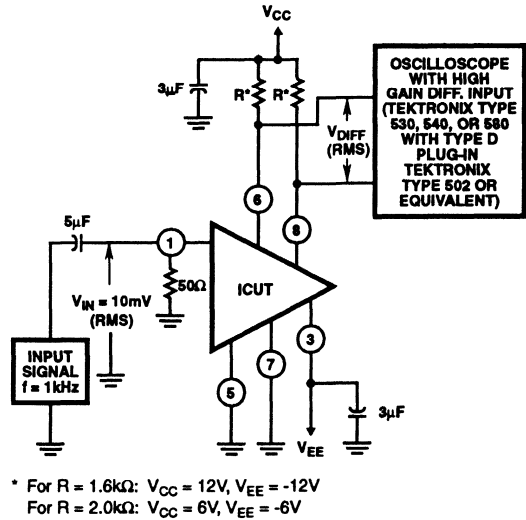 VCC
3μF
R*
R*
OSCILLOSCOPE
WITH HIGH
GAIN DIFF. INPUT
(TEKTRONIX TYPE
530, 540, OR 580
WITH TYPE D
PLUG-IN
TEKTRONIX
TYPE 502 OR
EQUIVALENT)
VDIFF
(RMS)
6
8
5μF
1
50Ω
ICUT
VIN = 10mV
(RMS)
INPUT
SIGNAL
f = 1kHz
3
7
5
3μF
VEE
* For R = 1.6kΩ: VCC = 12V, VEE = -12V
For R = 2.0kΩ: VCC = 6V, VEE = -6V